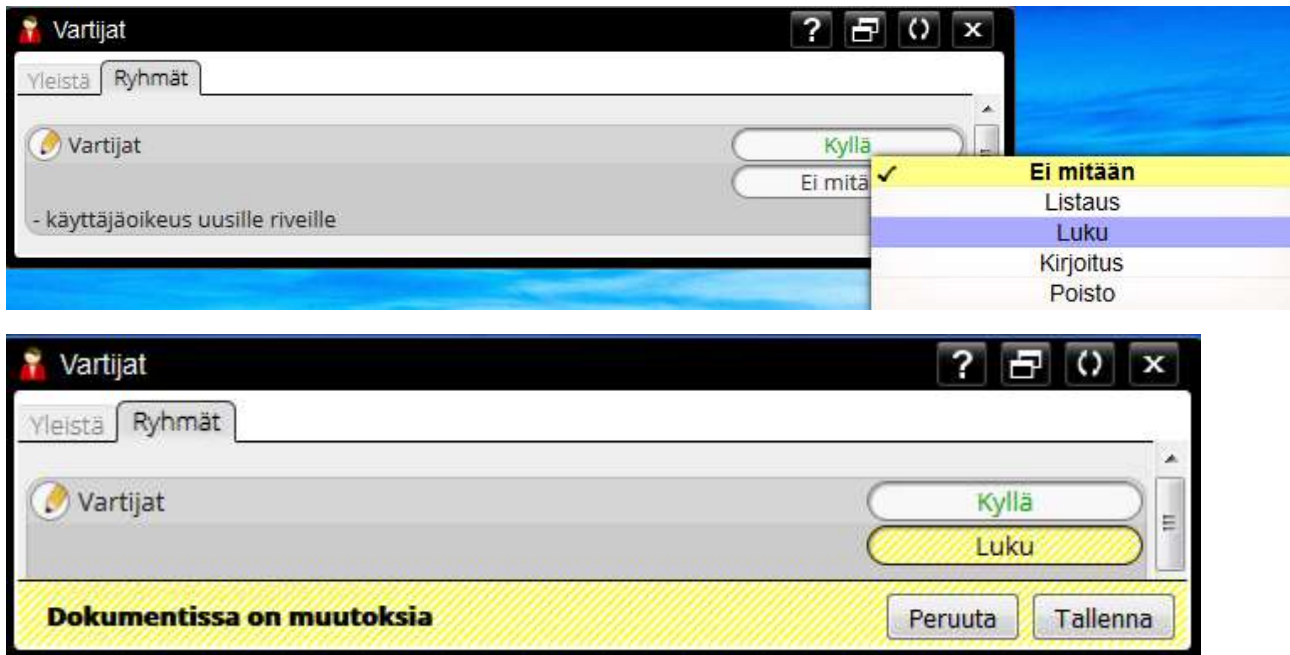 Vartijat
Yleistä Ryhmät
Vartijat Kyllä
Ei mitä
Ei mitään
- käyttäjäoikeus uusille riveille
Listaus
Luku
Kirjoitus
Poisto
Vartijat
Yleistä Ryhmät
Vartijat Kyllä
Luku
Dokumentissa on muutoksia Peruuta Tallenna